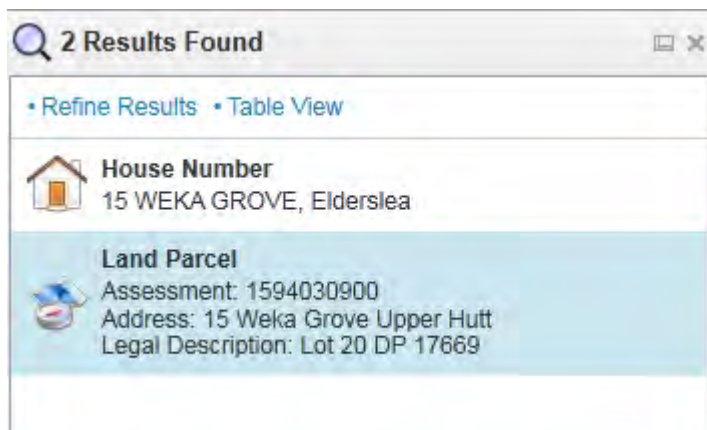 2 Results Found
• Refine Results • Table View
House Number
15 WEKA GROVE, Elderslea
Land Parcel
Assessment: 1594030900
Address: 15 Weka Grove Upper Hutt
Legal Description: Lot 20 DP 17669